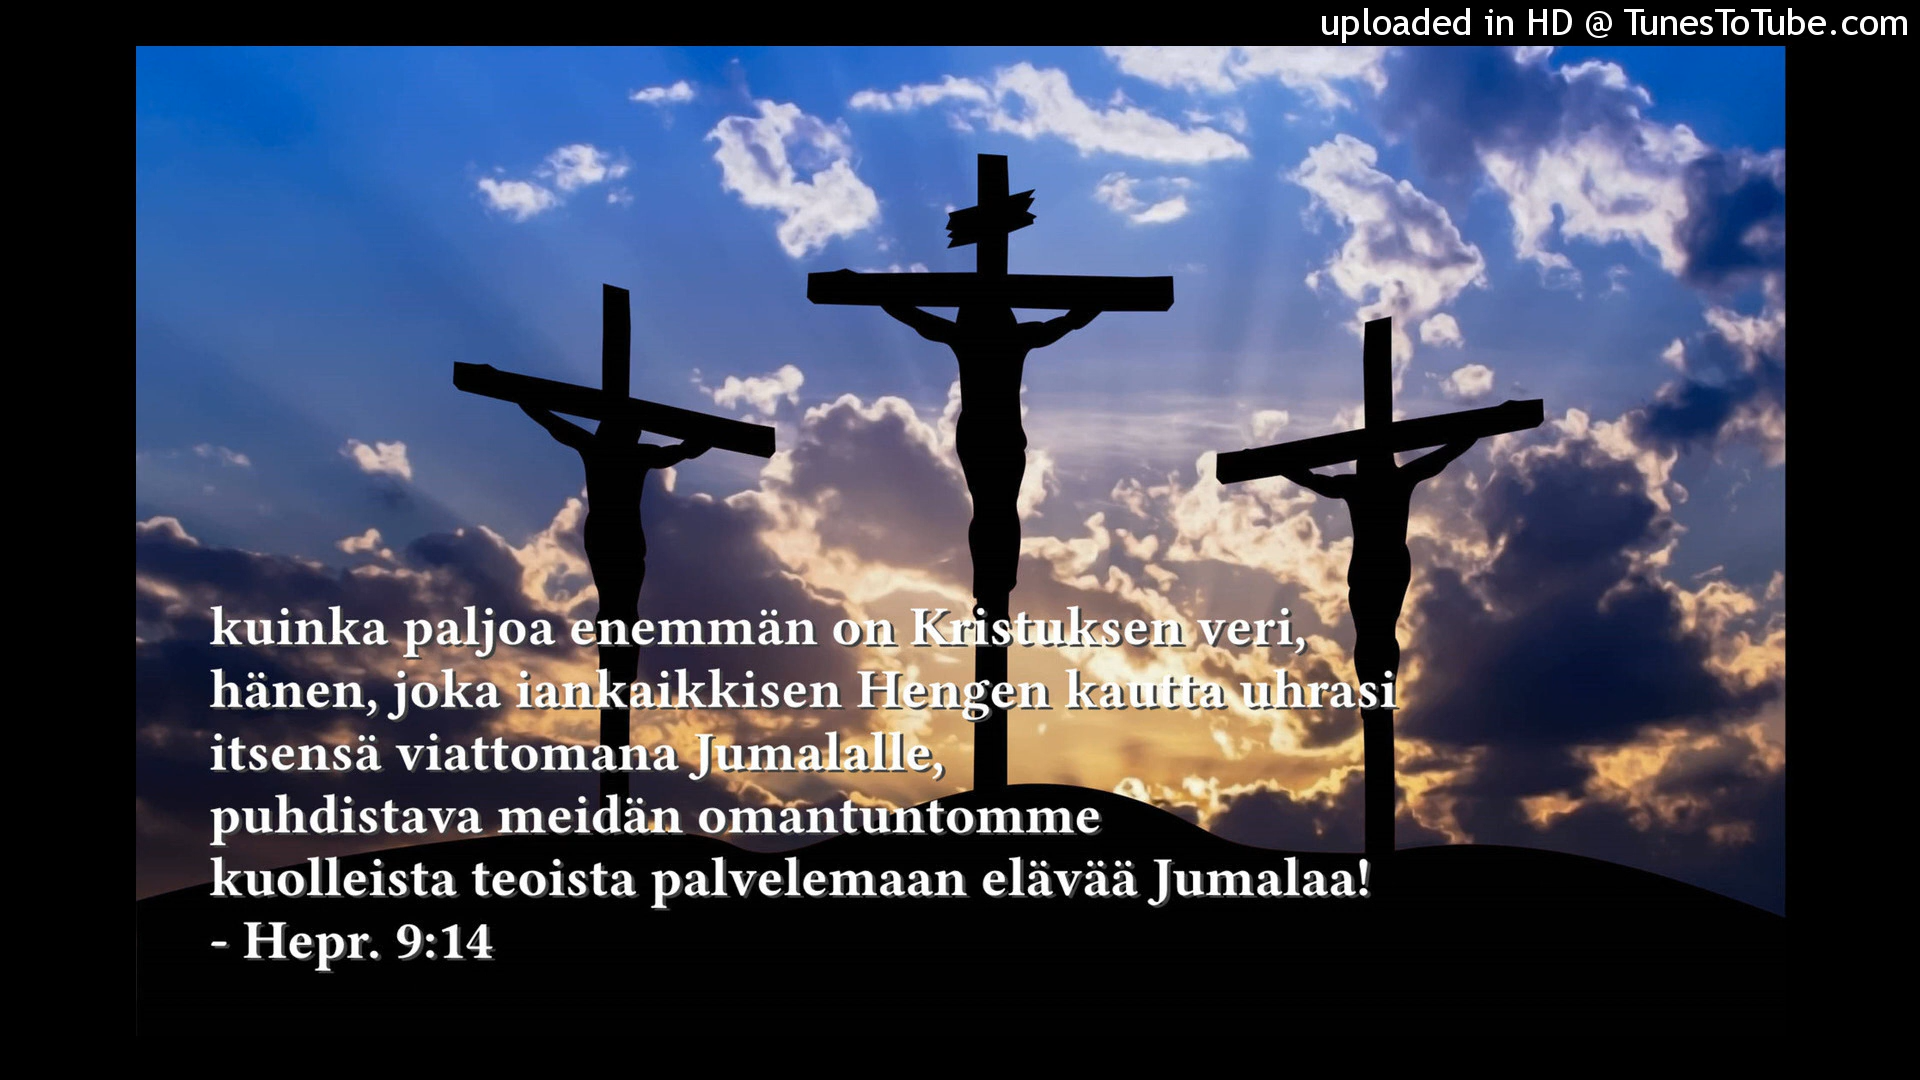 uploaded in HD @ TunesToTube.com
kuinka paljoa enemmän on Kristuksen veri,
hänen, joka iankaikkisen Hengen kautta uhrasi
itsensä viattomana Jumalalle,
puhdistava meidän omantuntomme
kuolleista teoista palvelemaan elävää Jumalaa!
- Hepr. 9:14